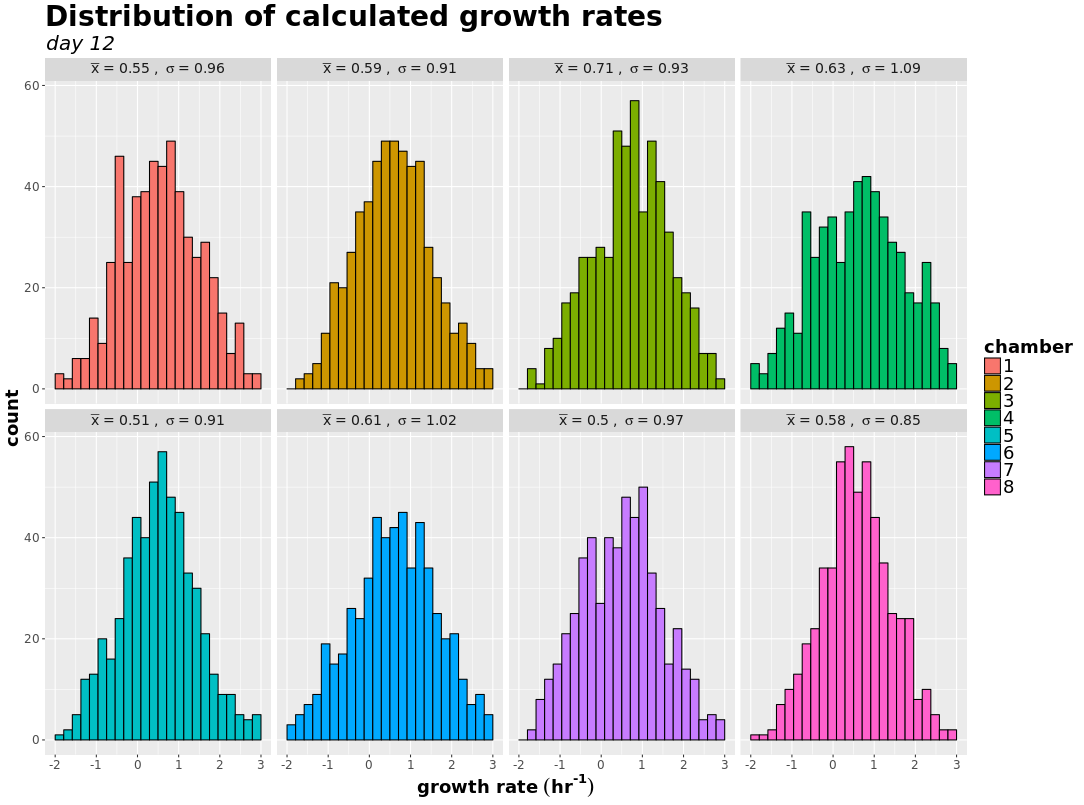 Distribution of calculated growth rates
day 12
x̅ = 0.55 , σ = 0.96
x̅ = 0.59 , σ = 0.91
x̅ = 0.71 , σ = 0.93
x̅ = 0.63 , σ = 1.09
60
40
20
0
x̅ = 0.51 , σ = 0.91
x̅ = 0.61 , σ = 1.02
x̅ = 0.5 , σ = 0.97
x̅ = 0.58 , σ = 0.85
60
40
20
0
-2 -1 0 1 2 3
-2 -1 0 1 2 3
-2 -1 0 1 2 3
-2 -1 0 1 2 3
count
growth rate (hr⁻¹)
chamber
1
2
3
4
5
6
7
8